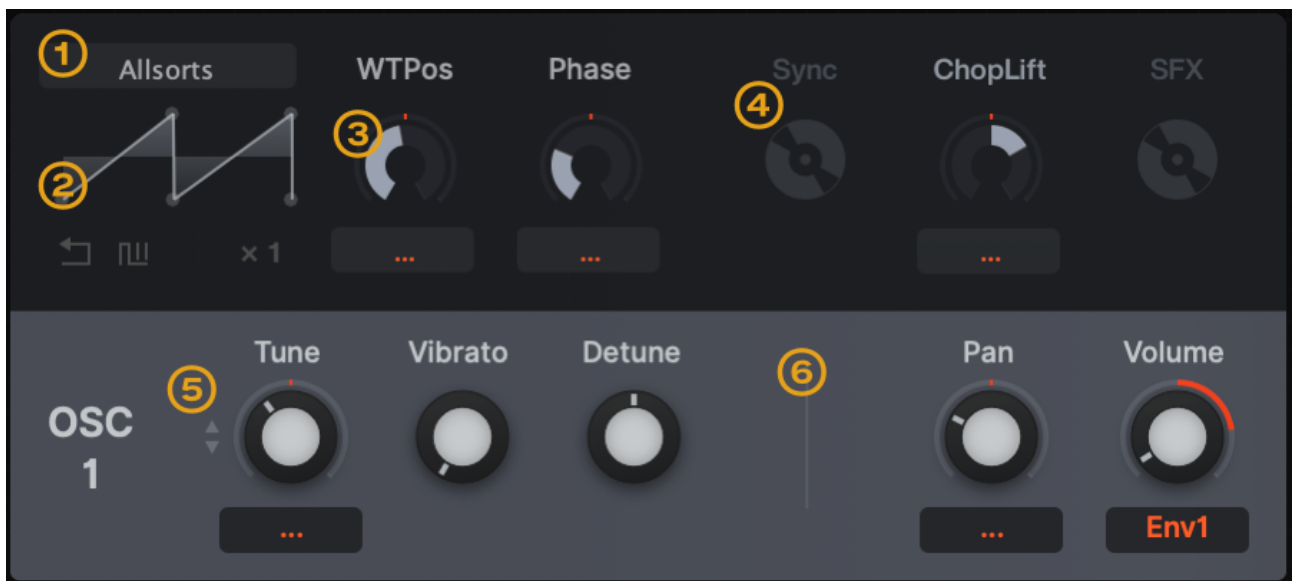 1 Allsorts WTPos Phase Sync ChopLift SFX
3 4
2
× 1 ... ... ...
Tune Vibrato Detune 6 Pan Volume
5
OSC
1
... ... Env1